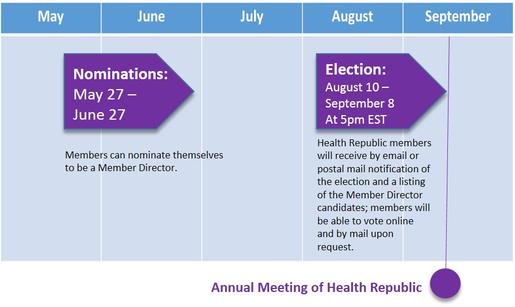 May June July August September
Nominations:
May 27 –
June 27
Members can nominate themselves
to be a Member Director.
Election:
August 10 –
September 8
At 5pm EST
Health Republic members
will receive by email or
postal mail notification of
the election and a listing
of the Member Director
candidates; members will
be able to vote online
and by mail upon
request.
Annual Meeting of Health Republic